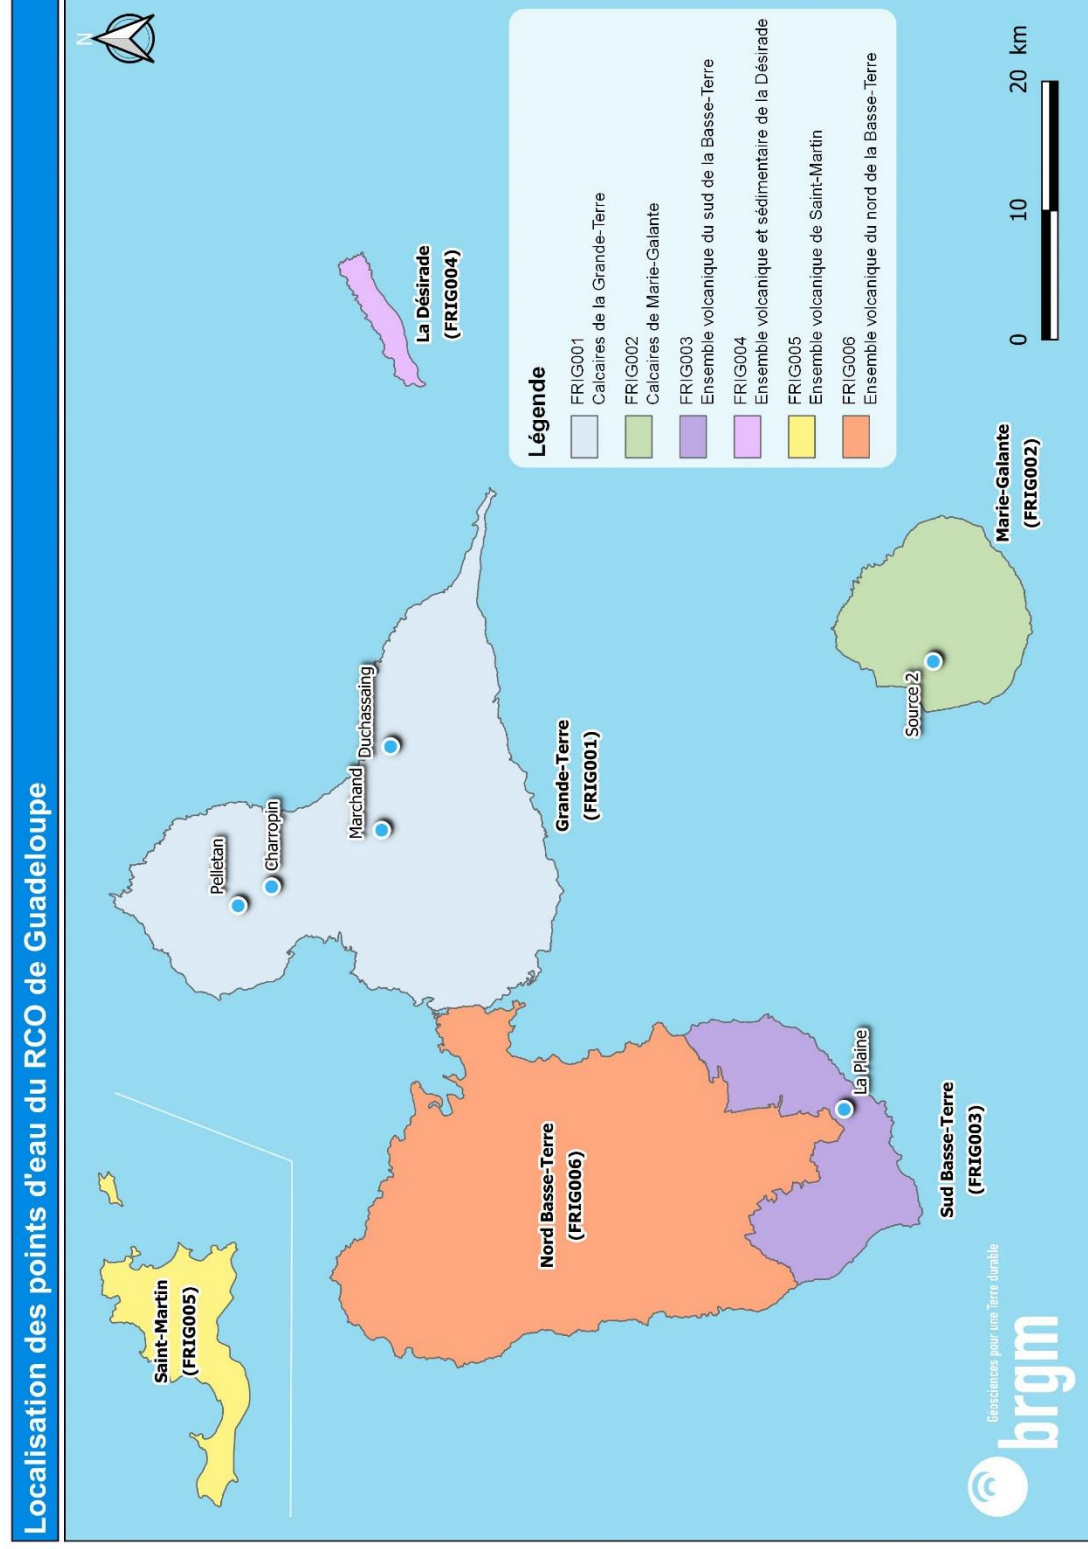 Localisation des points d'eau du RCO de Guadeloupe
N
Saint-Martin
(FRIG005)
Pelletan
Charropin
Marchand
Duchassaing
La Désirade
(FRIG004)
Grande-Terre
(FRIG001)
Nord Basse-Terre
(FRIG006)
La Plaine
Sud Basse-Terre
(FRIG003)
Source 2
Marie-Galante
(FRIG002)
Légende
FRIG001
Calcaires de la Grande-Terre
FRIG002
Calcaires de Marie-Galante
FRIG003
Ensemble volcanique du sud de la Basse-Terre
FRIG004
Ensemble volcanique et sédimentaire de la Désirade
FRIG005
Ensemble volcanique de Saint-Martin
FRIG006
Ensemble volcanique du nord de la Basse-Terre
0 10 20 km
Géosciences pour une Terre durable
brgm